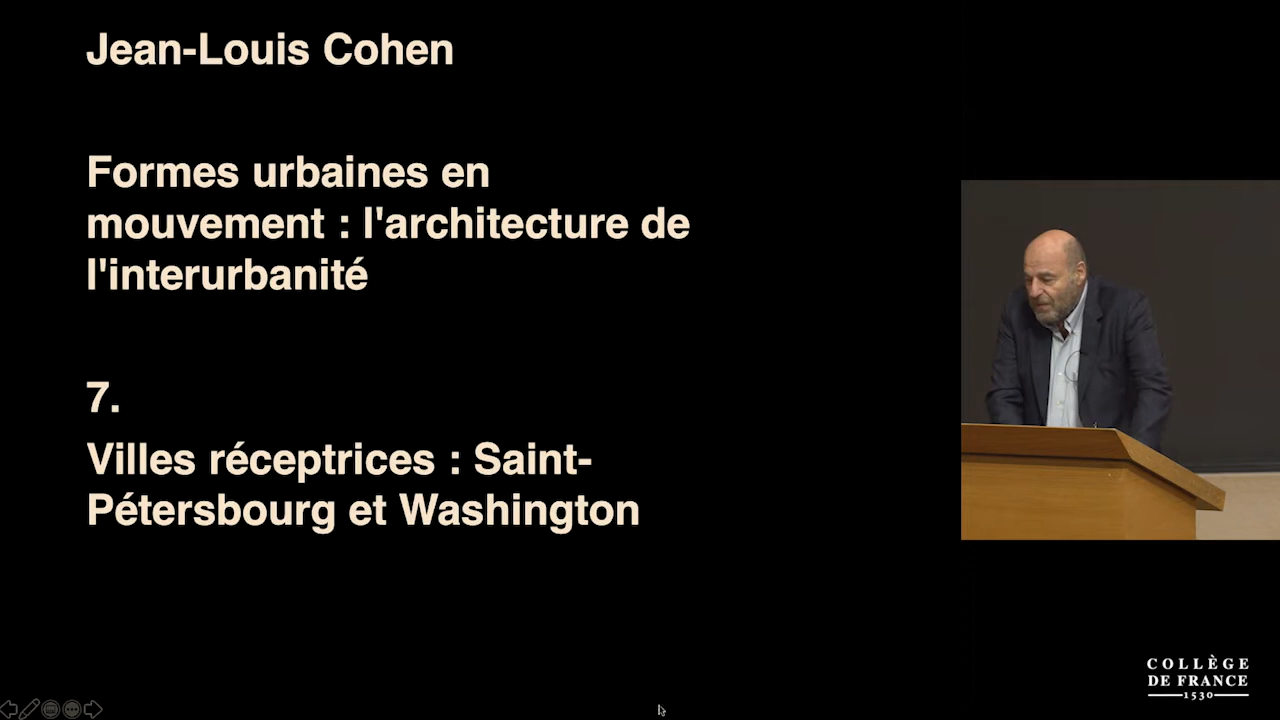 Jean-Louis Cohen
Formes urbaines en
mouvement : l'architecture de
l'interurbanité
7.
Villes réceptrices : Saint-
Pétersbourg et Washington
COLLÈGE
DE FRANCE
1530